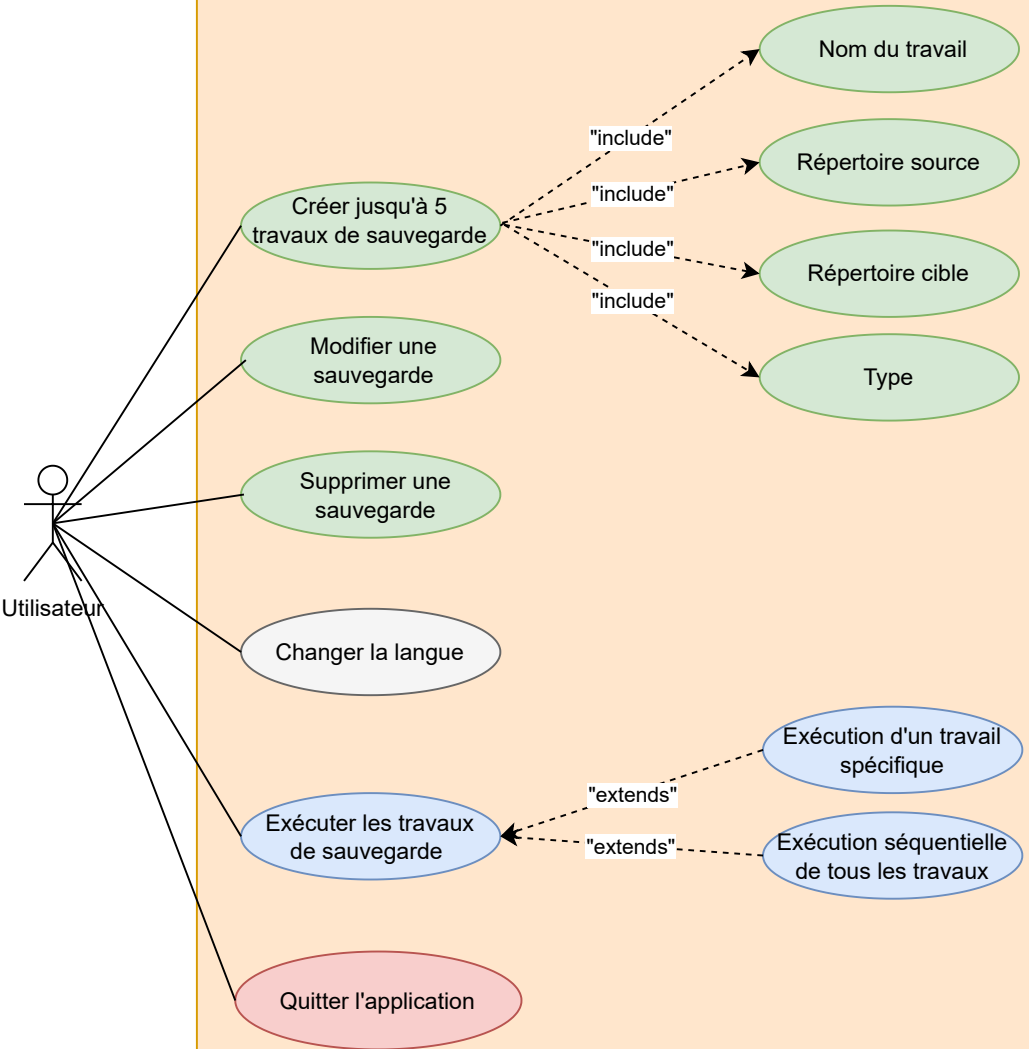 Nom du travail
"include"
Répertoire source
"include"
Créer jusqu'à 5
travaux de sauvegarde
"include"
Répertoire cible
"include"
Type
Modifier une
sauvegarde
Supprimer une
sauvegarde
Utilisateur
Changer la langue
Exécution d'un travail
spécifique
"extends"
Exécuter les travaux
de sauvegarde
"extends"
Exécution séquentielle
de tous les travaux
Quitter l'application